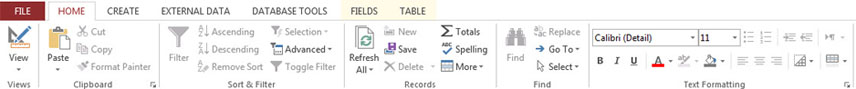 FILE HOME CREATE EXTERNAL DATA DATABASE TOOLS FIELDS TABLE
View
Views
Paste
Cut
Copy
Format Painter
Clipboard
Filter
Ascending
Descending
Remove Sort
Selection
Advanced
Toggle Filter
Sort & Filter
Refresh
All
New
Save
Delete
Totals
Spelling
More
Records
Find
Replace
Go To
Select
Find
Calibri (Detail) 11
B I U A
Text Formatting